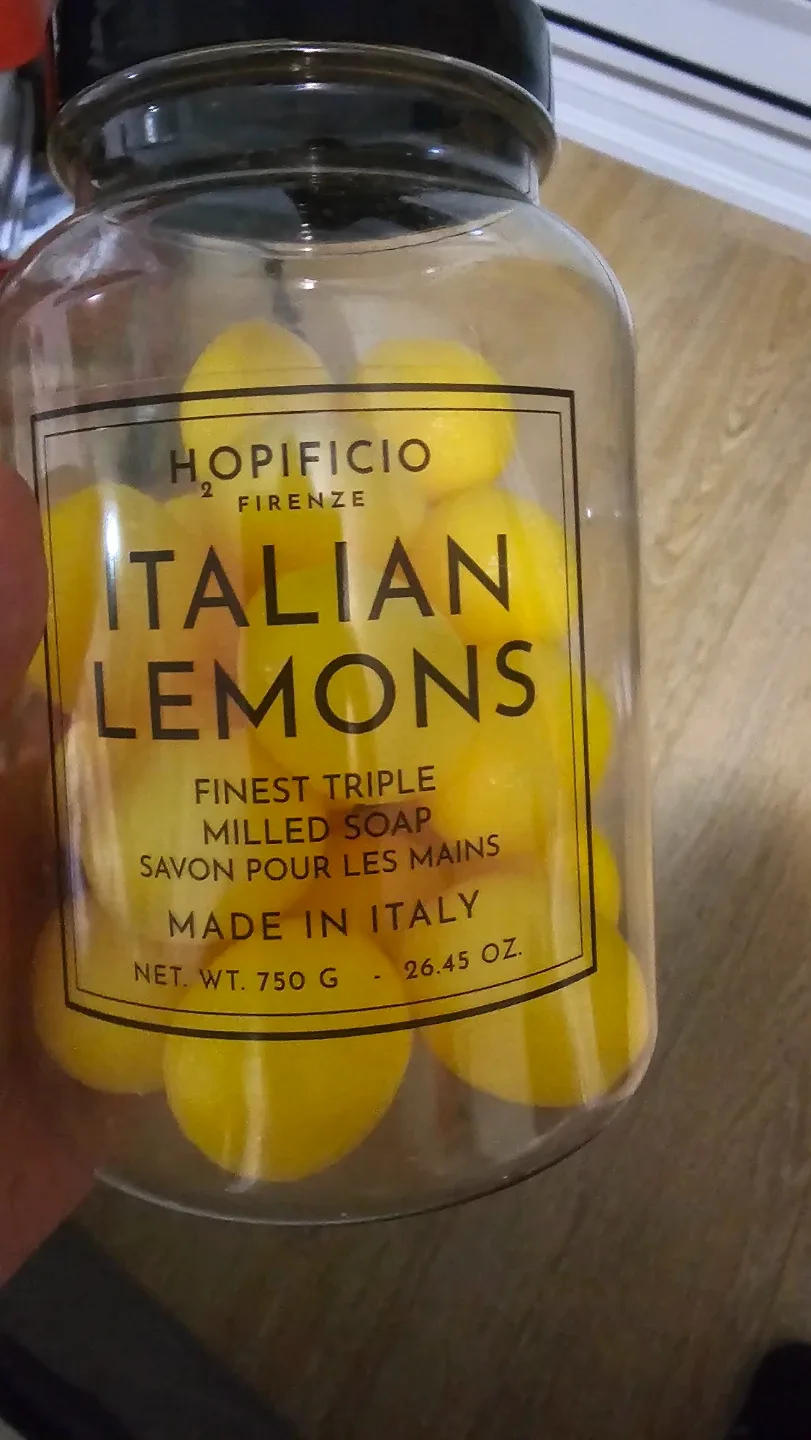 H2OPIFICIO
FIRENZE
ITALIAN
LEMONS
FINEST TRIPLE
MILLED SOAP
SAVON POUR LES MAINS
MADE IN ITALY
NET. WT. 750 G - 26.45 OZ.